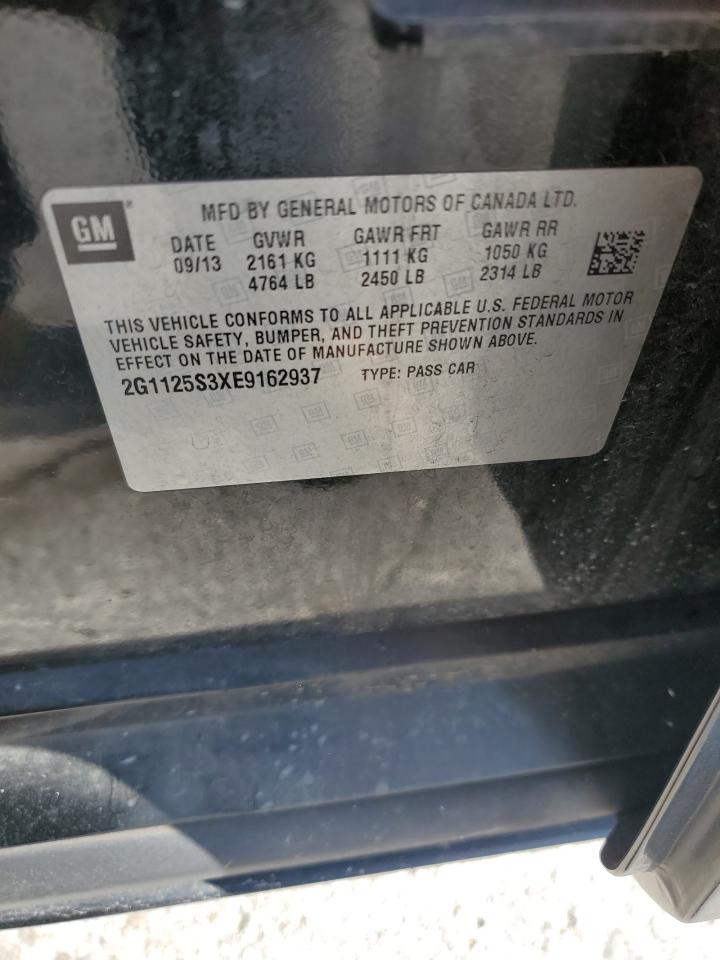 GM
MFD BY GENERAL MOTORS OF CANADA LTD.
DATE GVWR GAWR FRT GAWR RR
09/13 2161 KG 1111 KG 1050 KG
4764 LB 2450 LB 2314 LB
THIS VEHICLE CONFORMS TO ALL APPLICABLE U.S. FEDERAL MOTOR
VEHICLE SAFETY, BUMPER, AND THEFT PREVENTION STANDARDS IN
EFFECT ON THE DATE OF MANUFACTURE SHOWN ABOVE.
2G1125S3XE9162937 TYPE: PASS CAR